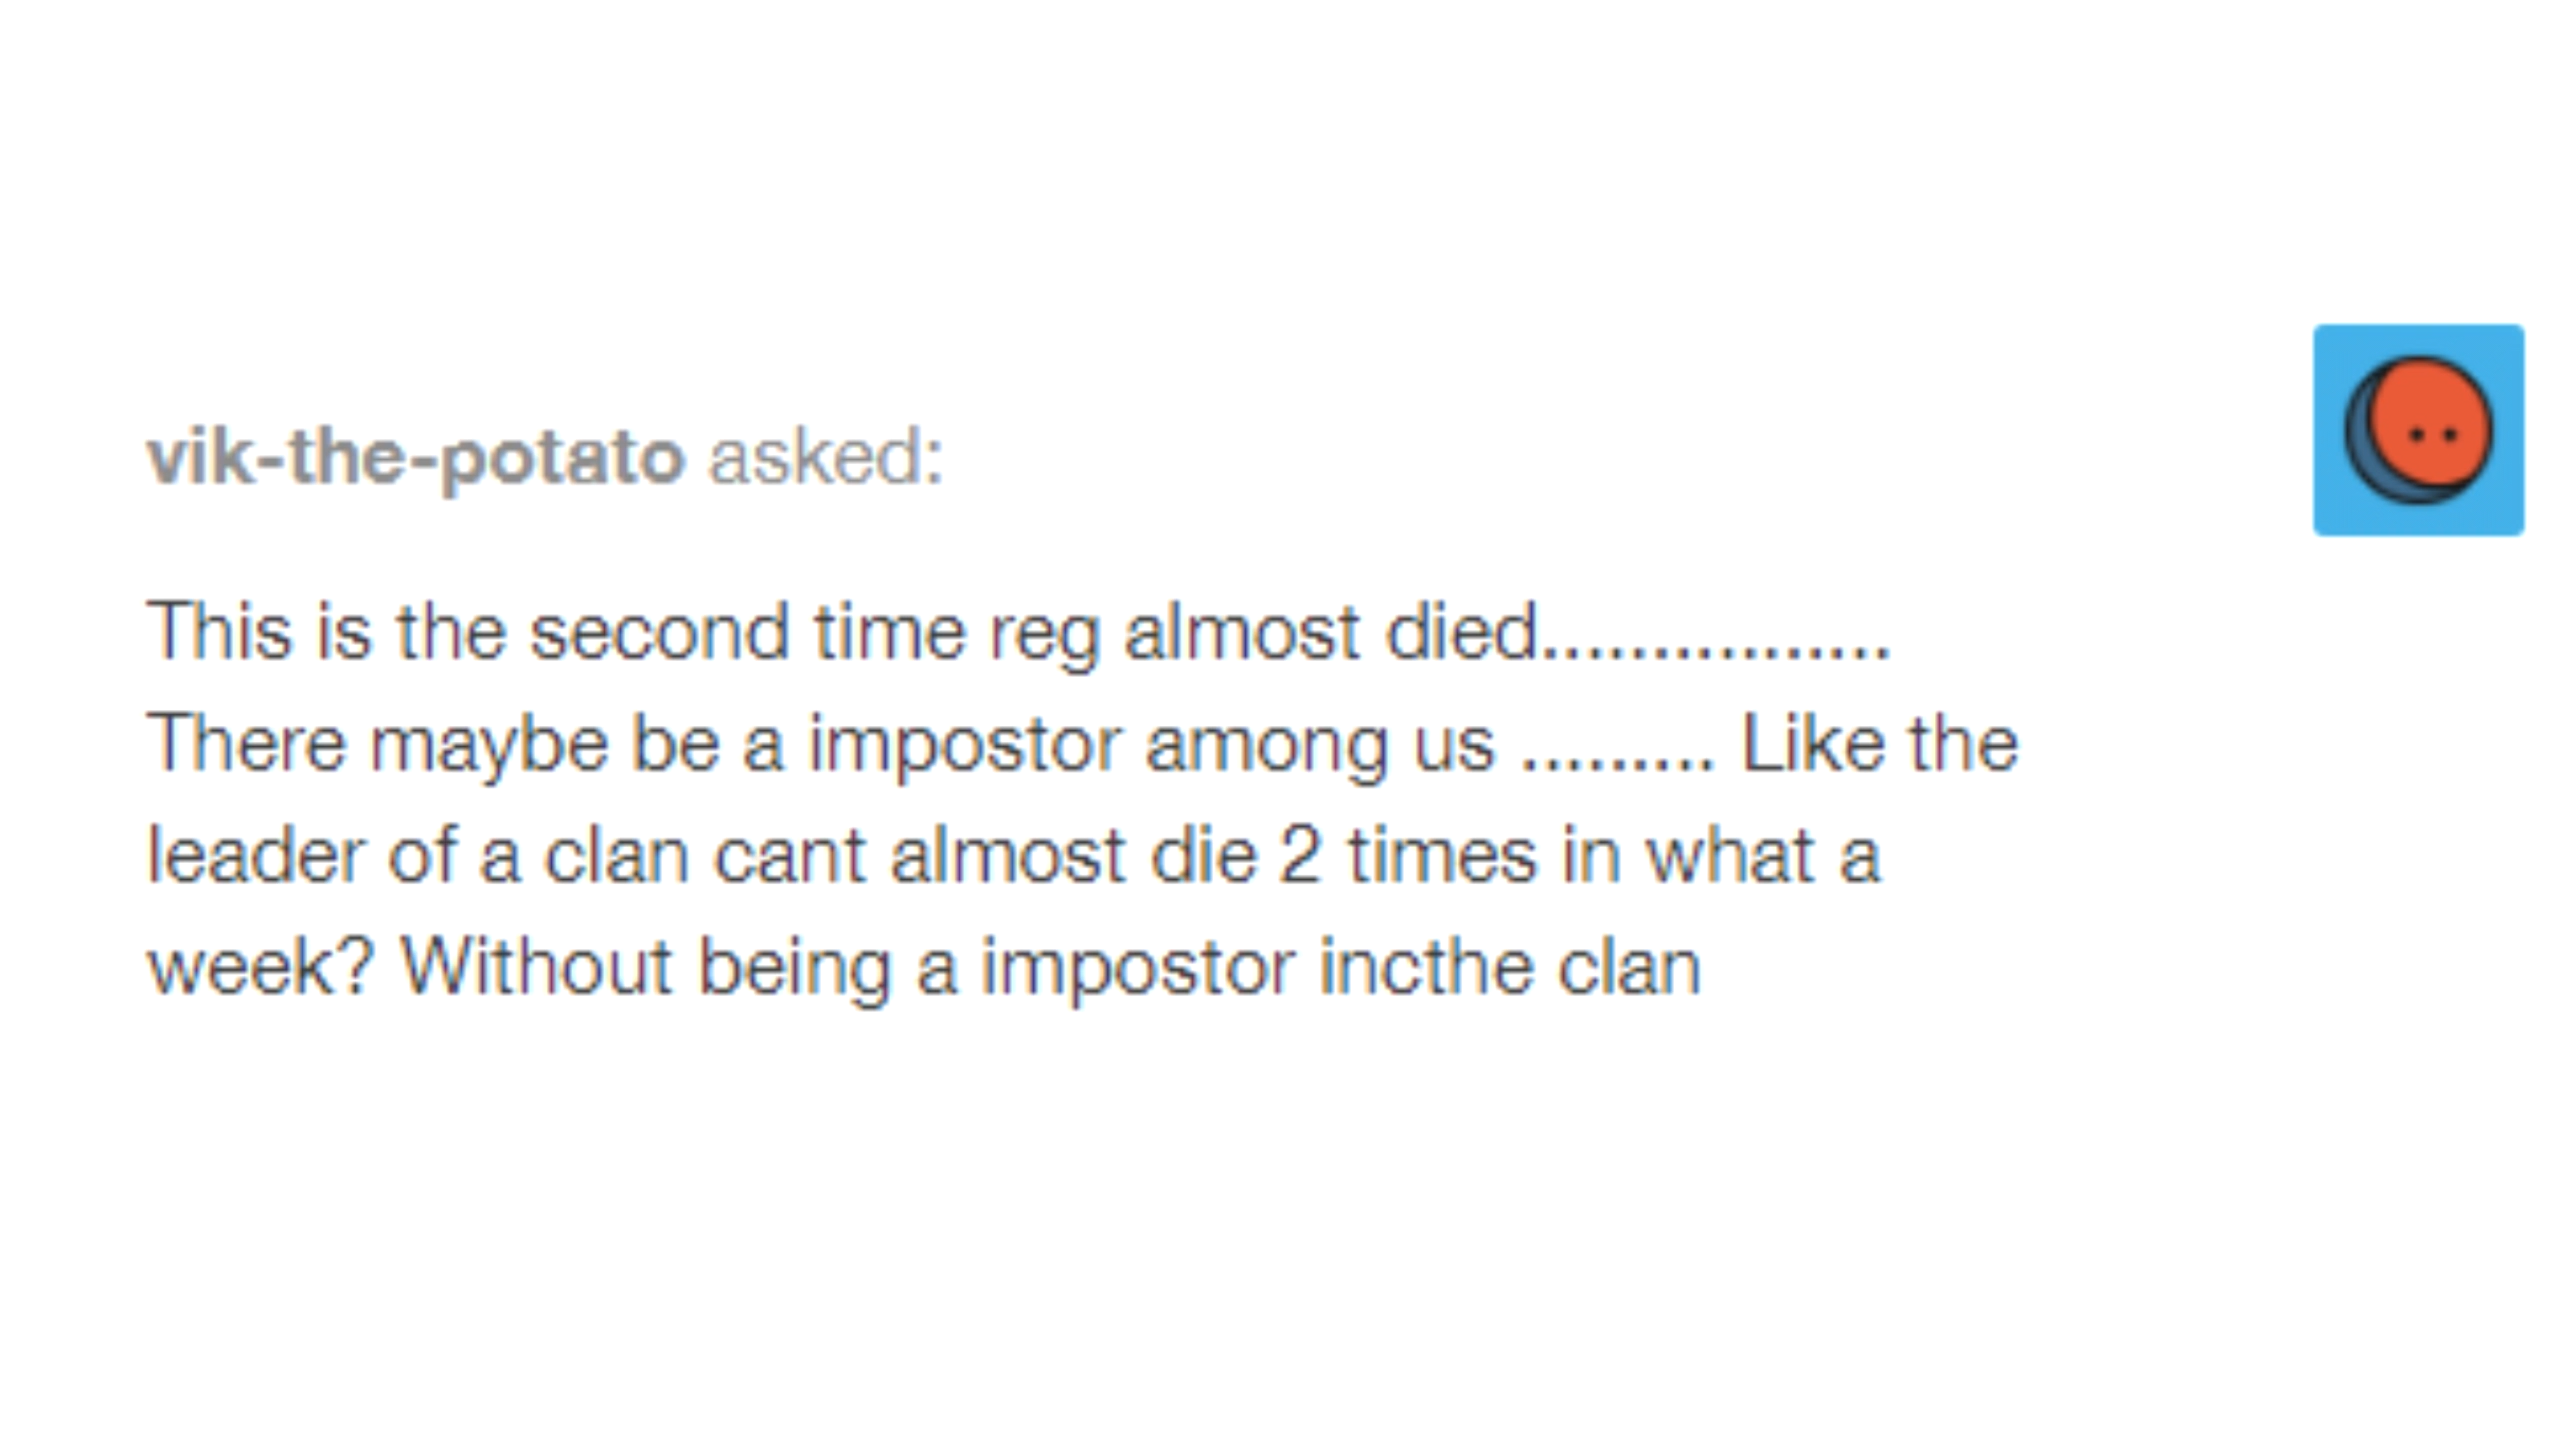 vik-the-potato asked:
This is the second time reg almost died................
There maybe be a impostor among us ......... Like the
leader of a clan cant almost die 2 times in what a
week? Without being a impostor incthe clan